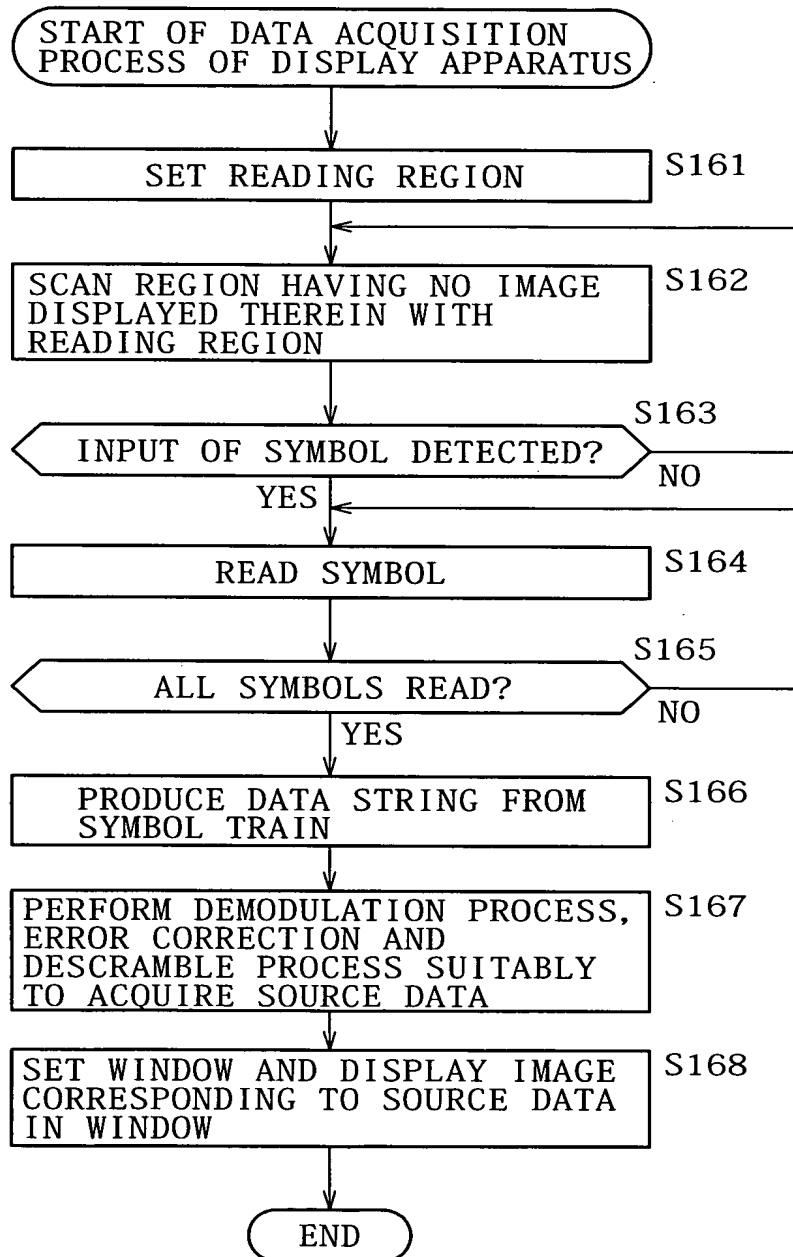 START OF DATA ACQUISITION
PROCESS OF DISPLAY APPARATUS
SET READING REGION
S161
SCAN REGION HAVING NO IMAGE
DISPLAYED THEREIN WITH
READING REGION
S162
S163
INPUT OF SYMBOL DETECTED?
NO
YES
READ SYMBOL
S164
S165
ALL SYMBOLS READ?
NO
YES
PRODUCE DATA STRING FROM
SYMBOL TRAIN
S166
PERFORM DEMODULATION PROCESS,
ERROR CORRECTION AND
DESCRAMBLE PROCESS SUITABLY
TO ACQUIRE SOURCE DATA
S167
SET WINDOW AND DISPLAY IMAGE
CORRESPONDING TO SOURCE DATA
IN WINDOW
S168
END